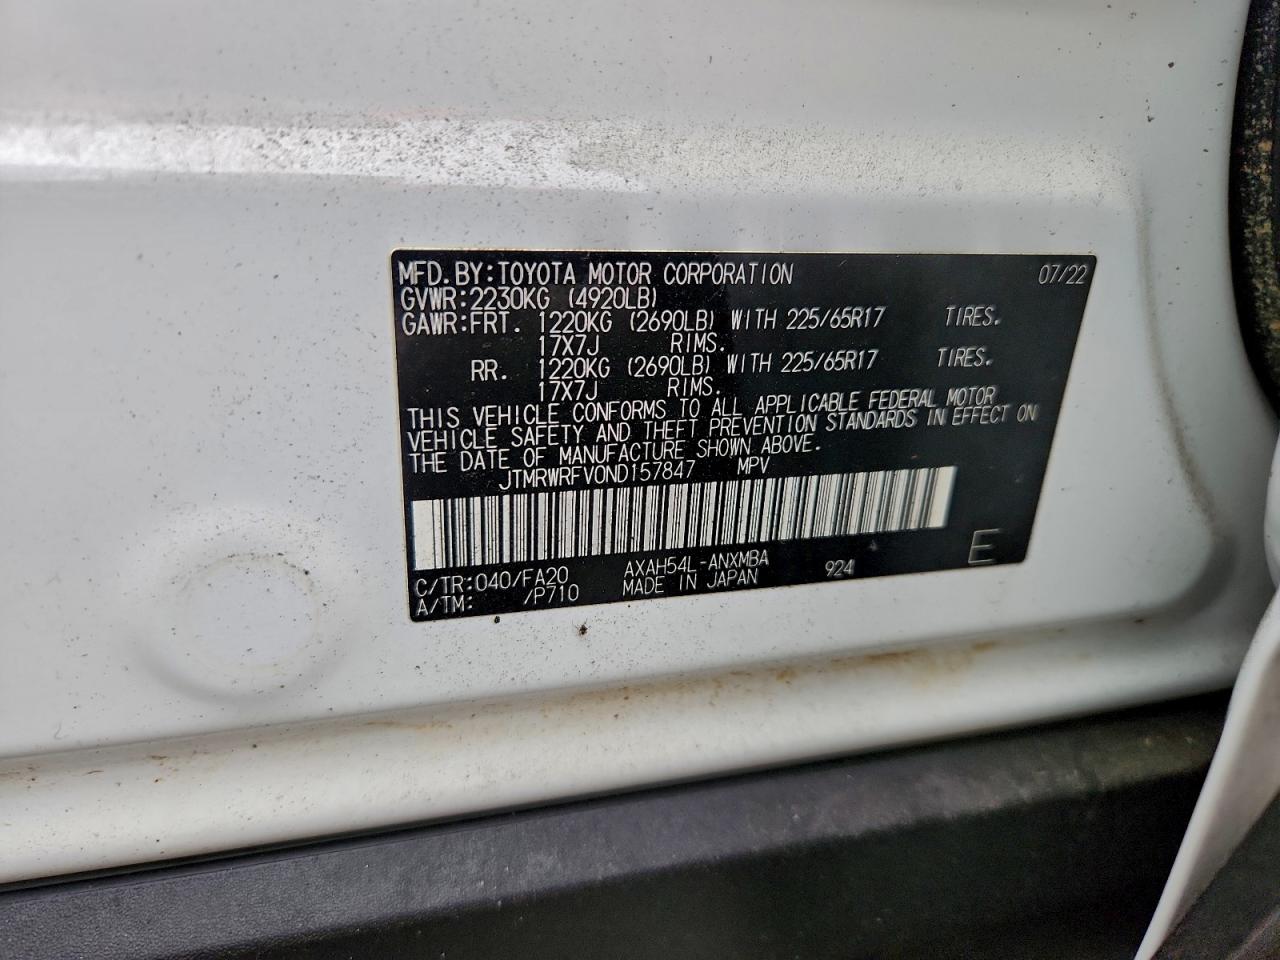 MFD.BY:TOYOTA MOTOR CORPORATION 07/22
GVWR:2230KG (4920LB)
GAWR:FRT. 1220KG (2690LB) WITH 225/65R17 TIRES.
17X7J RIMS.
RR. 1220KG (2690LB) WITH 225/65R17 TIRES.
17X7J RIMS.
THIS VEHICLE CONFORMS TO ALL APPLICABLE FEDERAL MOTOR
VEHICLE SAFETY AND THEFT PREVENTION STANDARDS IN EFFECT ON
THE DATE OF MANUFACTURE SHOWN ABOVE.
JTMRWRFV0ND157847 MPV
C/TR:040/FA20 AXAH54L-ANXMBA 924 E
A/TM: /P710 MADE IN JAPAN